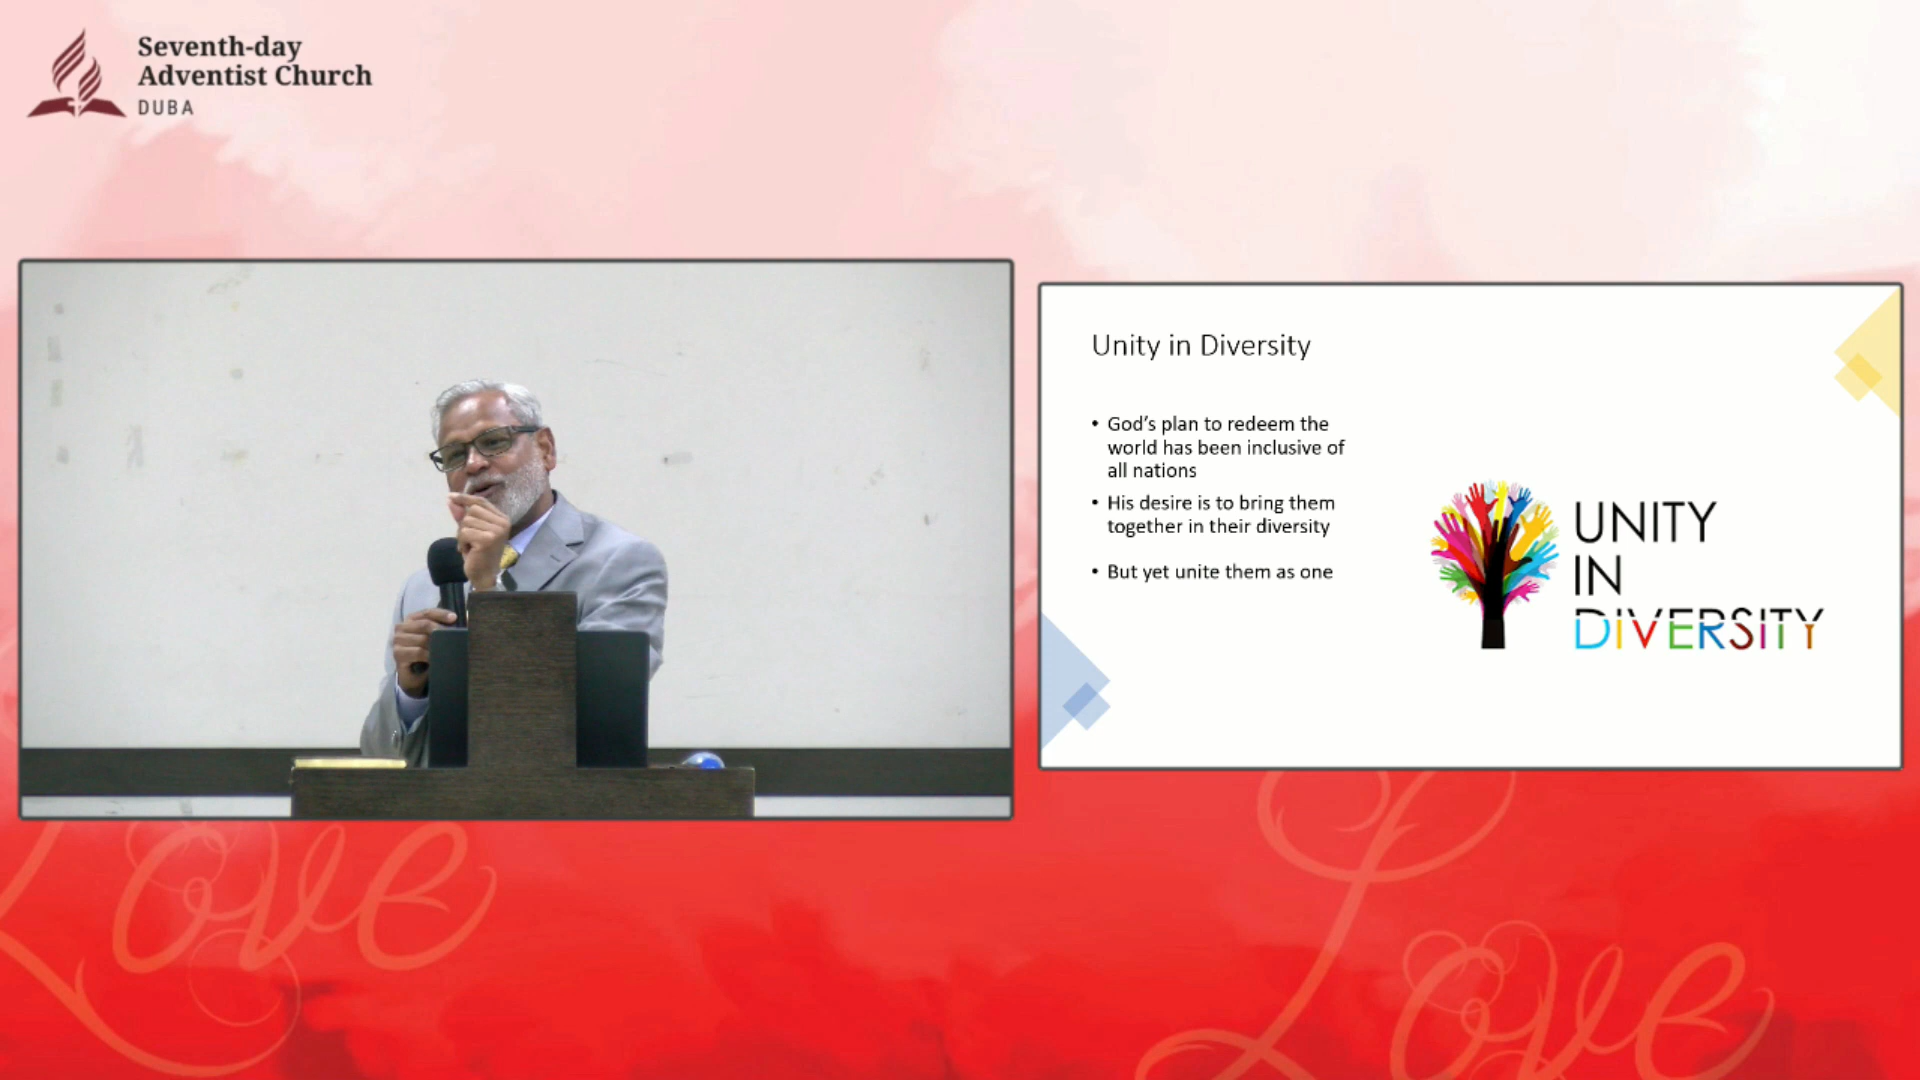 Seventh-day
Adventist Church
DUBA
Unity in Diversity
• God's plan to redeem the
world has been inclusive of
all nations
• His desire is to bring them
together in their diversity
• But yet unite them as one
UNITY
IN
DIVERSITY
Love
Love